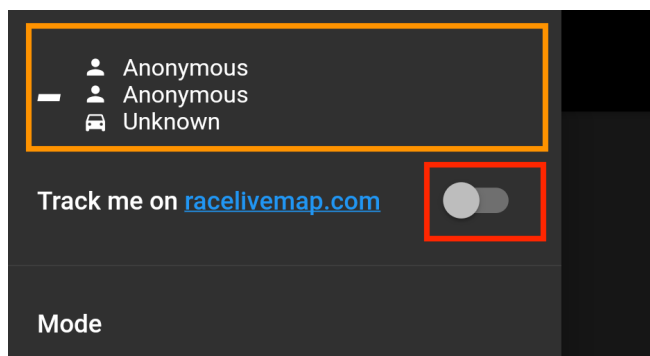 Anonymous
Anonymous
Unknown
Track me on racelivemap.com
Mode